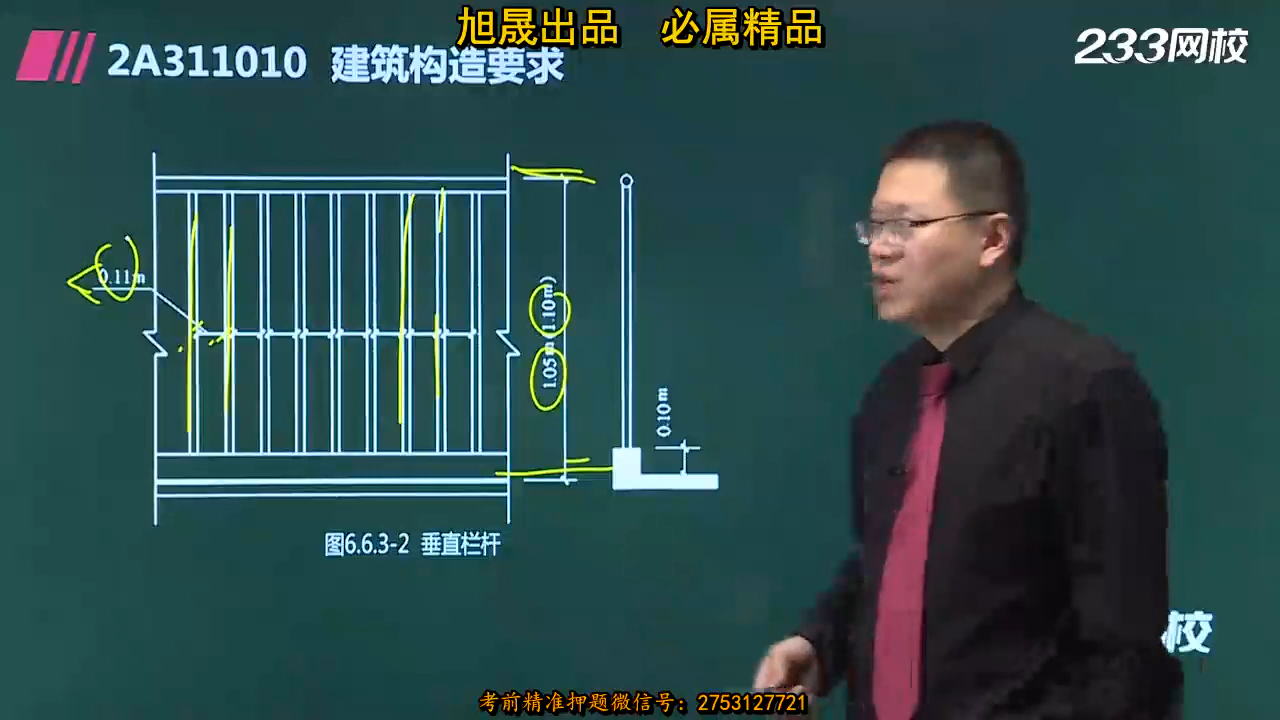 旭晟出品 必属精品
2A311010 建筑构造要求
233网校
0.11m
1.05m(1.10m)
0.10m
图6.6.3-2 垂直栏杆
校
考前精准押题微信号：2753127721